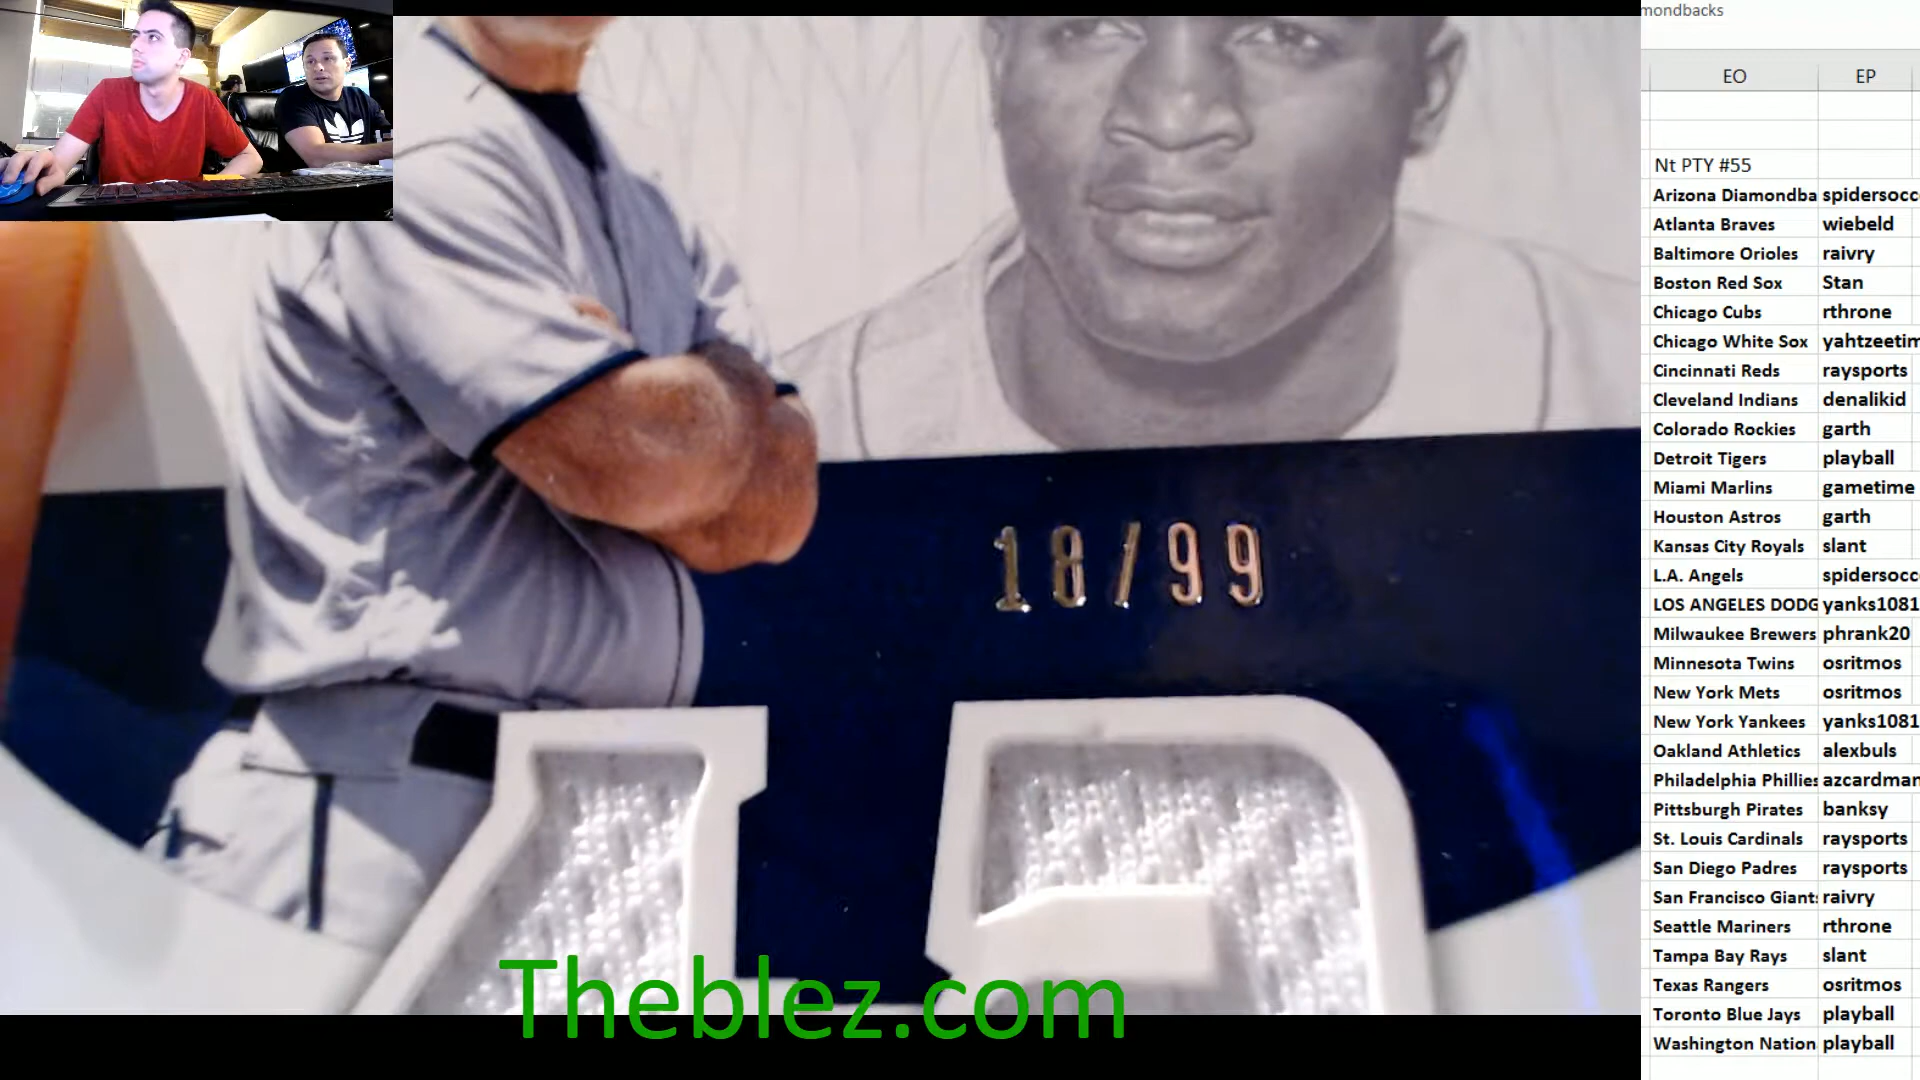 mondbacks
EO EP
Nt PTY #55
Arizona Diamondba spidersocc
Atlanta Braves wiebeld
Baltimore Orioles raivry
Boston Red Sox Stan
Chicago Cubs rthrone
Chicago White Sox yahtzeetim
Cincinnati Reds raysports
Cleveland Indians denalikid
Colorado Rockies garth
Detroit Tigers playball
Miami Marlins gametime
Houston Astros garth
Kansas City Royals slant
L.A. Angels spidersocc
LOS ANGELES DODG yanks1081
Milwaukee Brewers phrank20
Minnesota Twins osritmos
New York Mets osritmos
New York Yankees yanks1081
Oakland Athletics alexbuls
Philadelphia Phillies azcardman
Pittsburgh Pirates banksy
St. Louis Cardinals raysports
San Diego Padres raysports
San Francisco Giants raivry
Seattle Mariners rthrone
Tampa Bay Rays slant
Texas Rangers osritmos
Toronto Blue Jays playball
Washington Nation playball
18/99
Theblez.com